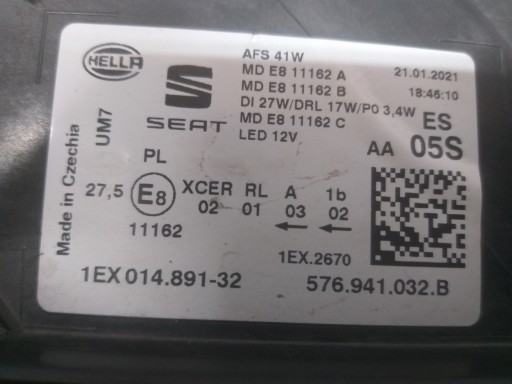 HELLA
SEAT
AFS 41W
MD E8 11162 A
MD E8 11162 B
DI 27W/DRL 17W/PO 3,4W
MD E8 11162 C
LED 12V
21.01.2021
18:46:10
ES
AA 05S
Made in Czechia
UM7
PL
27,5 E8 XCER RL A 1b
02 01 ← 03 ← 02
11162
1EX.2670
1EX 014.891-32
576.941.032.B